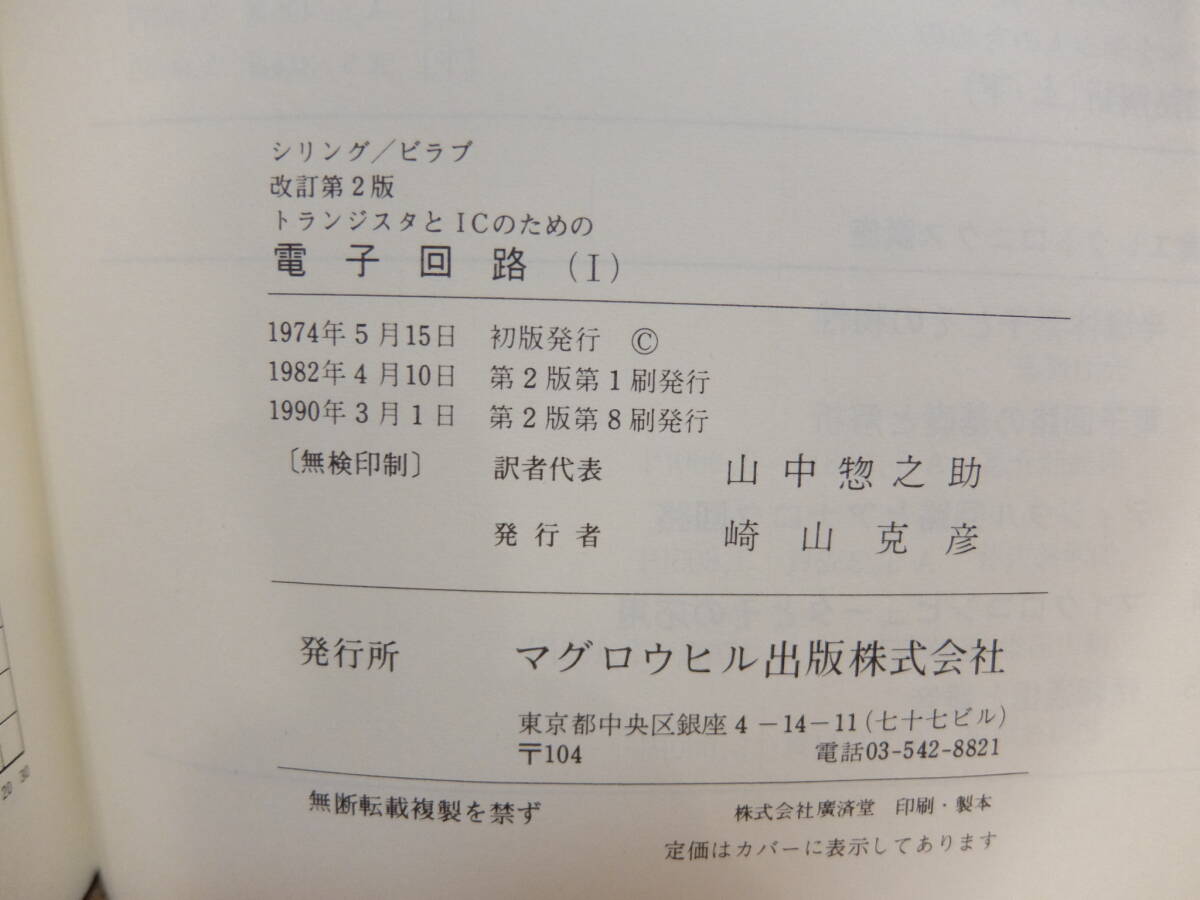 シリング／ビラブ
改訂第2版
トランジスタとICのための
電子回路（I）
1974年5月15日 初版発行 ©
1982年4月10日 第2版第1刷発行
1990年3月1日 第2版第8刷発行
〔無検印制〕 訳者代表 山中惣之助
発行者 崎山克彦
発行所 マグロウヒル出版株式会社
東京都中央区銀座4－14－11（七十七ビル）
〒104 電話03-542-8821
無断転載複製を禁ず 株式会社廣済堂 印刷・製本
定価はカバーに表示してあります
20 30